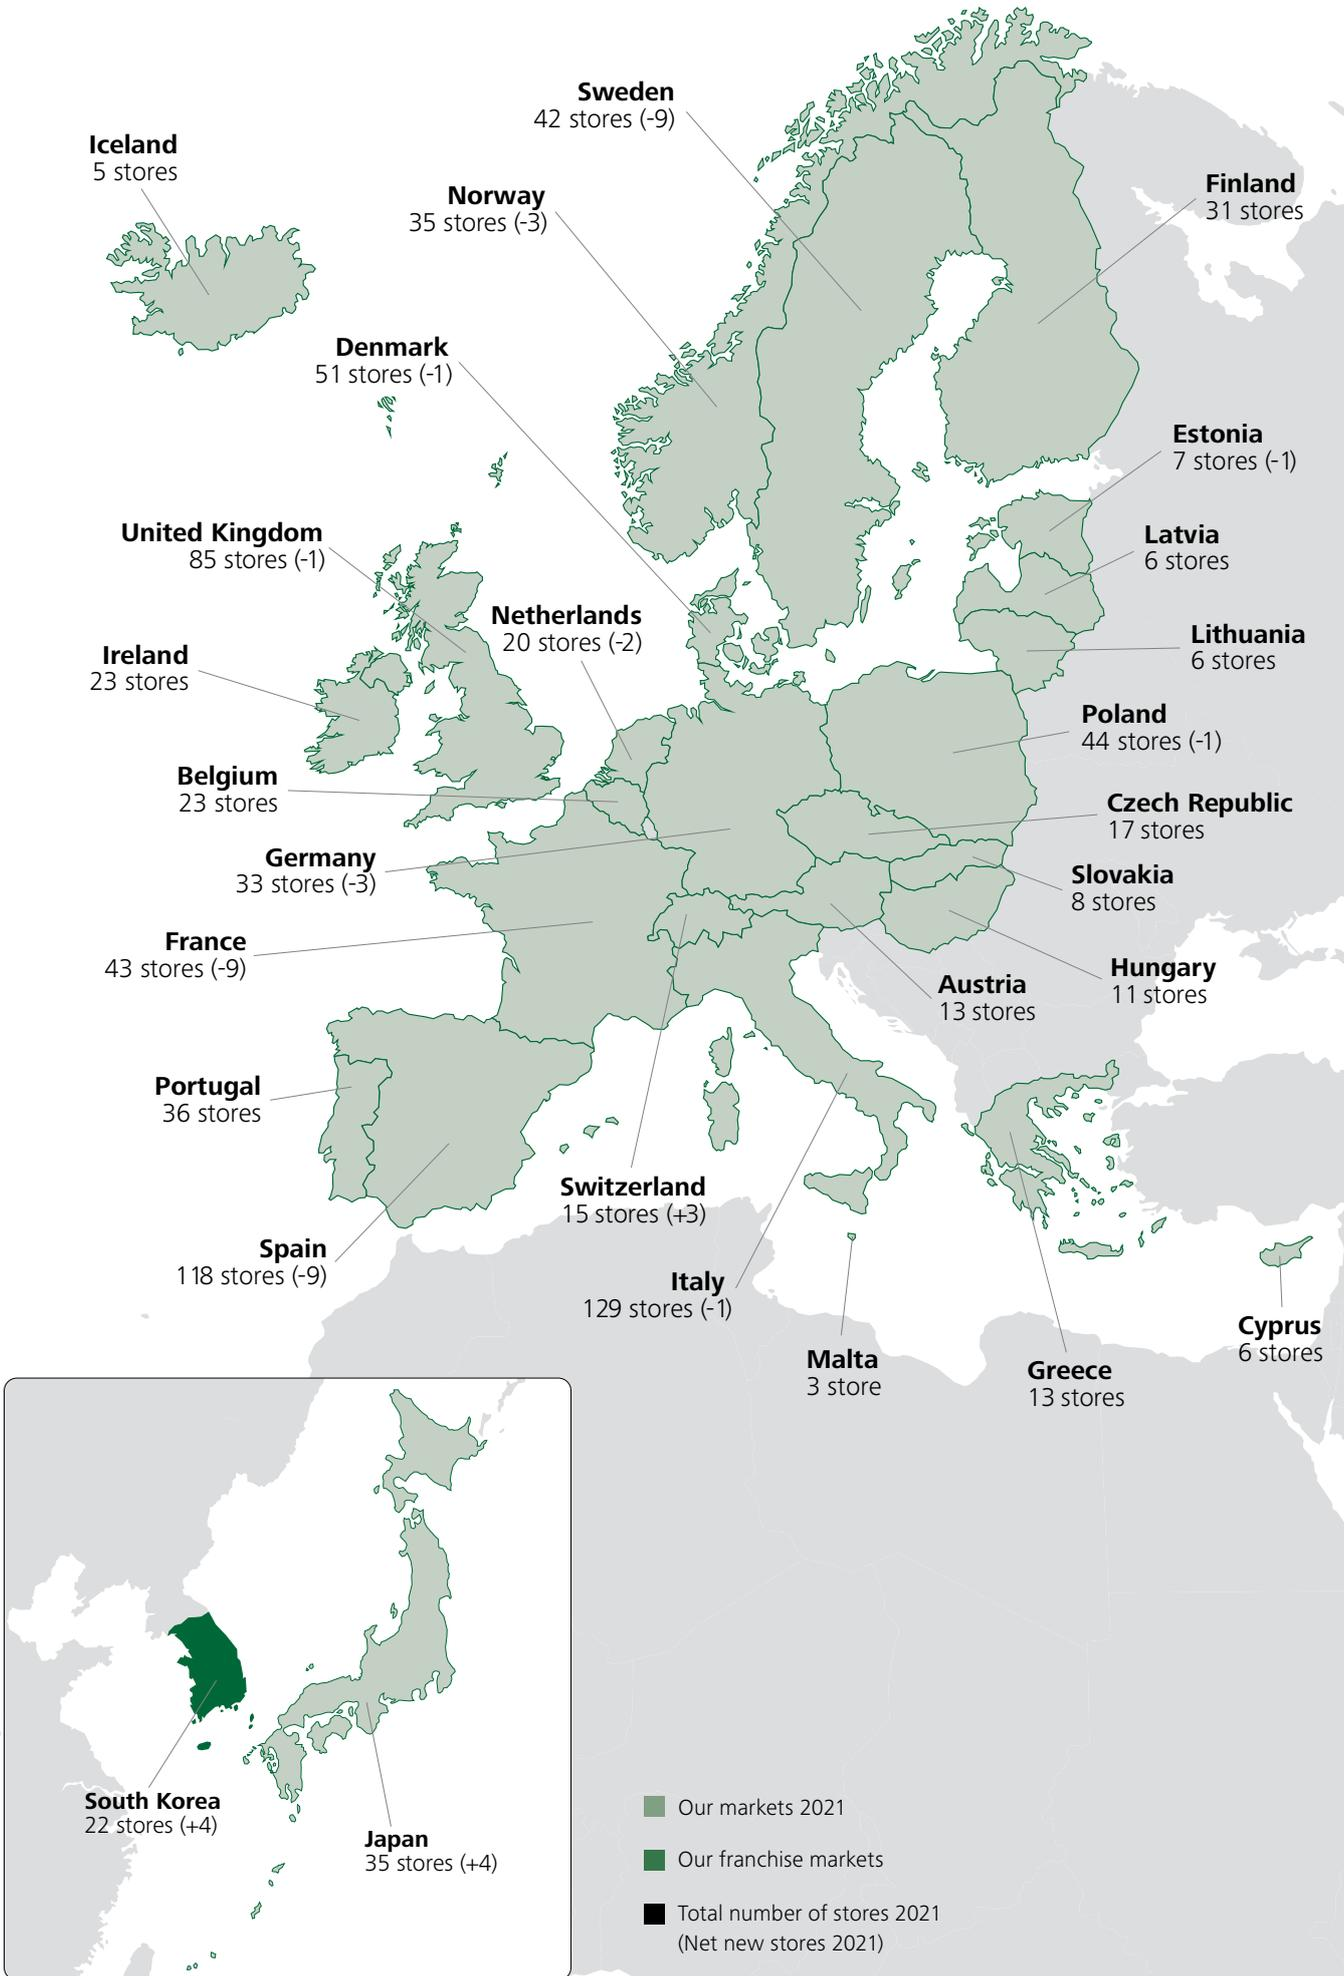 Sweden
42 stores (-9)
Iceland
5 stores
Finland
31 stores
Norway
35 stores (-3)
Denmark
51 stores (-1)
Estonia
7 stores (-1)
United Kingdom
85 stores (-1)
Latvia
6 stores
Netherlands
20 stores (-2)
Lithuania
6 stores
Ireland
23 stores
Poland
44 stores (-1)
Belgium
23 stores
Czech Republic
17 stores
Germany
33 stores (-3)
Slovakia
8 stores
France
43 stores (-9)
Hungary
11 stores
Austria
13 stores
Portugal
36 stores
Switzerland
15 stores (+3)
Spain
118 stores (-9)
Italy
129 stores (-1)
Cyprus
6 stores
Malta
3 store
Greece
13 stores
South Korea
22 stores (+4)
Japan
35 stores (+4)
Our markets 2021
Our franchise markets
Total number of stores 2021
(Net new stores 2021)